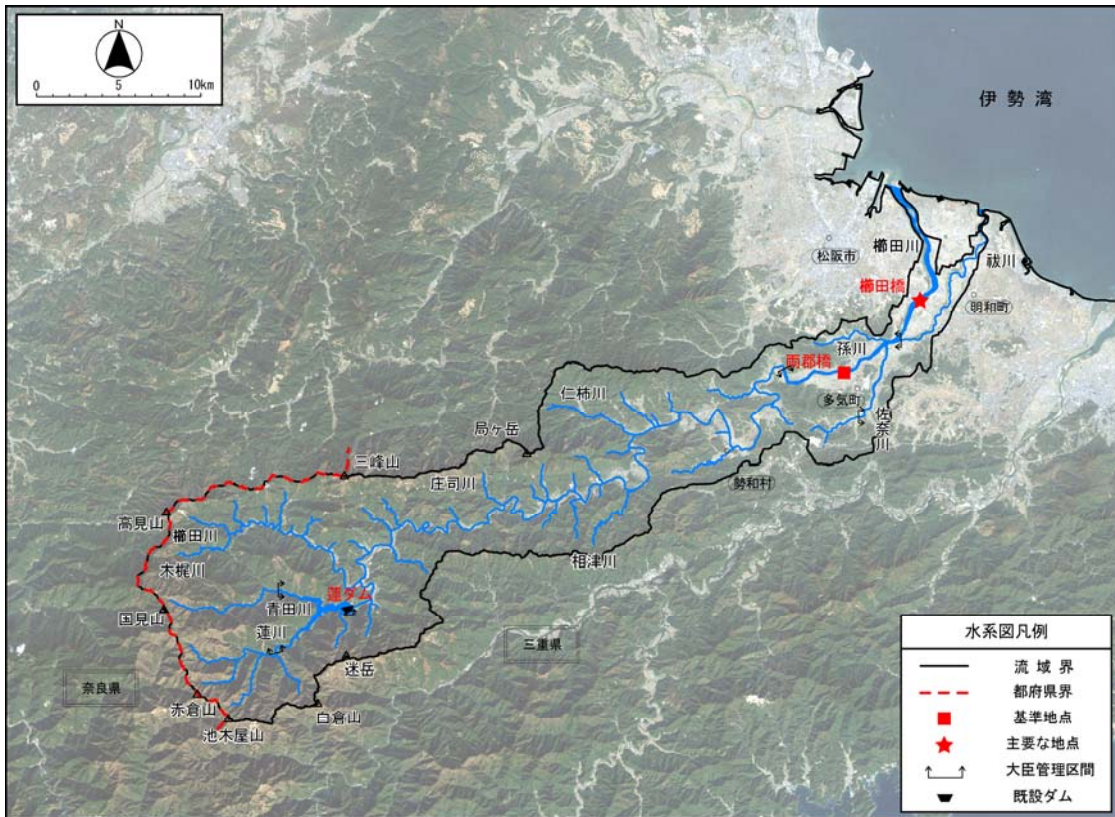 N
0 5 10km
伊勢湾
櫛田川
松阪市
祓川
櫛田橋
明和町
孫川
両郡橋
仁柿川
多気町
佐奈川
局ヶ岳
三峰山
庄司川
勢和村
高見山
櫛田川
木梶川
相津川
蓮ダム
青田川
国見山
蓮川
三重県
迷岳
奈良県
赤倉山
白倉山
池木屋山
水系図凡例
流域界
都府県界
基準地点
主要な地点
大臣管理区間
既設ダム